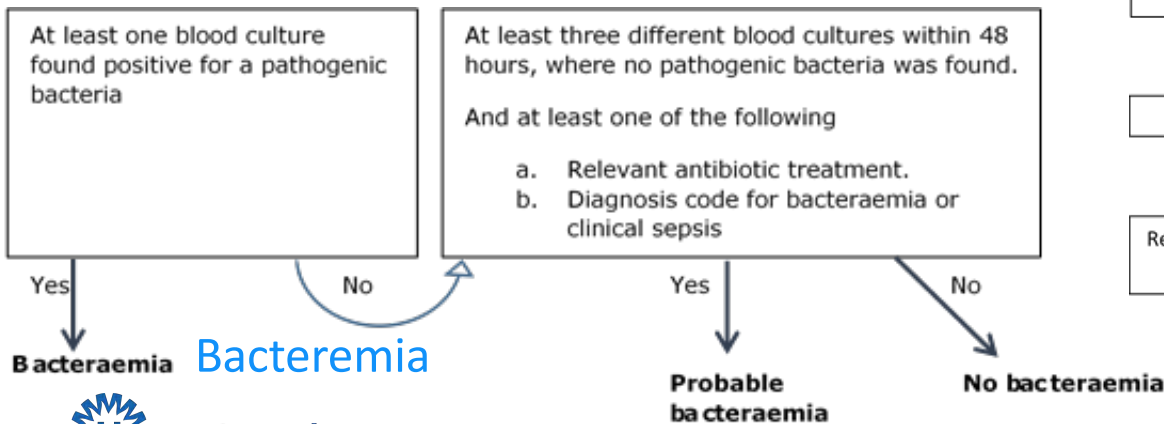 At least one blood culture
found positive for a pathogenic
bacteria
At least three different blood cultures within 48
hours, where no pathogenic bacteria was found.
And at least one of the following
a. Relevant antibiotic treatment.
b. Diagnosis code for bacteraemia or
clinical sepsis
Yes
No
Yes
No
Bacteraemia
Bacteremia
Probable
bacteraemia
No bacteraemia